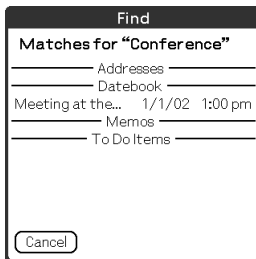 Find
Matches for “Conference”
Addresses
Datebook
Meeting at the... 1/1/02 1:00 pm
Memos
To Do Items
Cancel